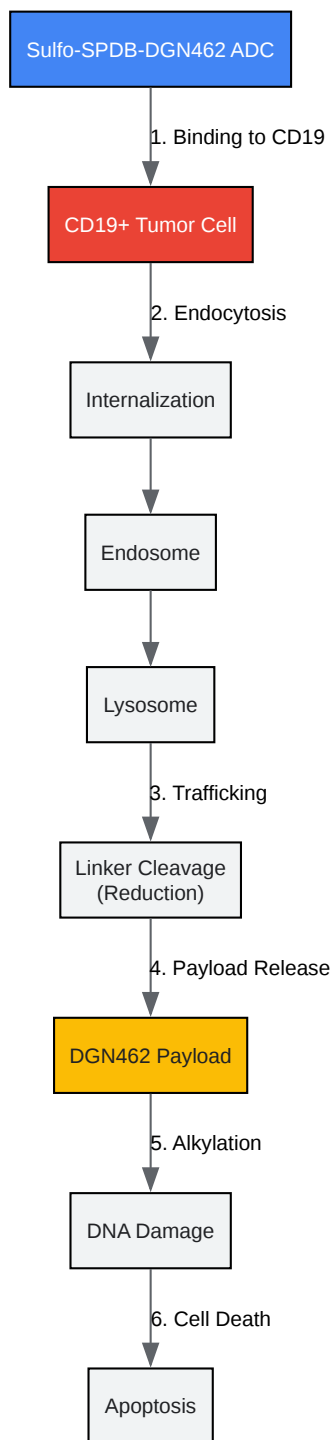 Sulfo-SPDB-DGN462 ADC
1. Binding to CD19
CD19+ Tumor Cell
2. Endocytosis
Internalization
Endosome
Lysosome
3. Trafficking
Linker Cleavage
(Reduction)
4. Payload Release
DGN462 Payload
5. Alkylation
DNA Damage
6. Cell Death
Apoptosis